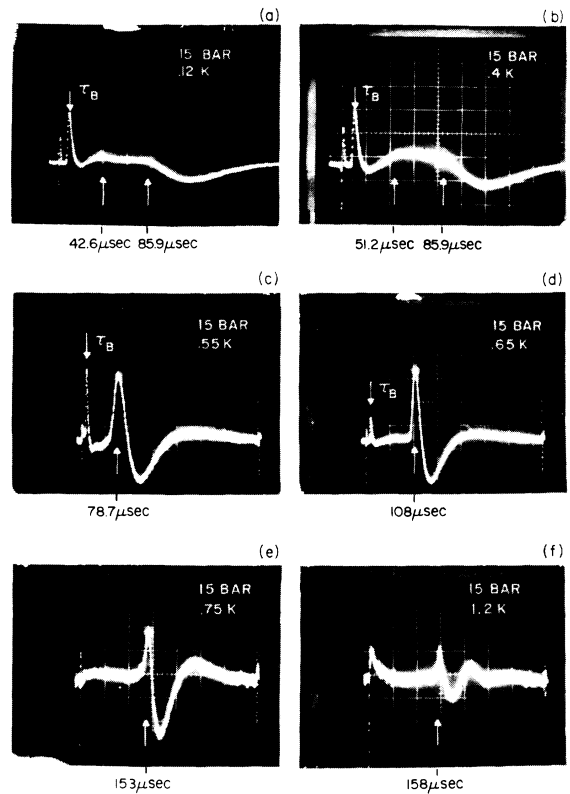 (a)
15 BAR
.12 K
τB
42.6μsec 85.9μsec
(b)
15 BAR
.4 K
τB
51.2μsec 85.9μsec
(c)
15 BAR
.55 K
τB
78.7μsec
(d)
15 BAR
.65 K
τB
108μsec
(e)
15 BAR
.75 K
153μsec
(f)
15 BAR
1.2 K
158μsec